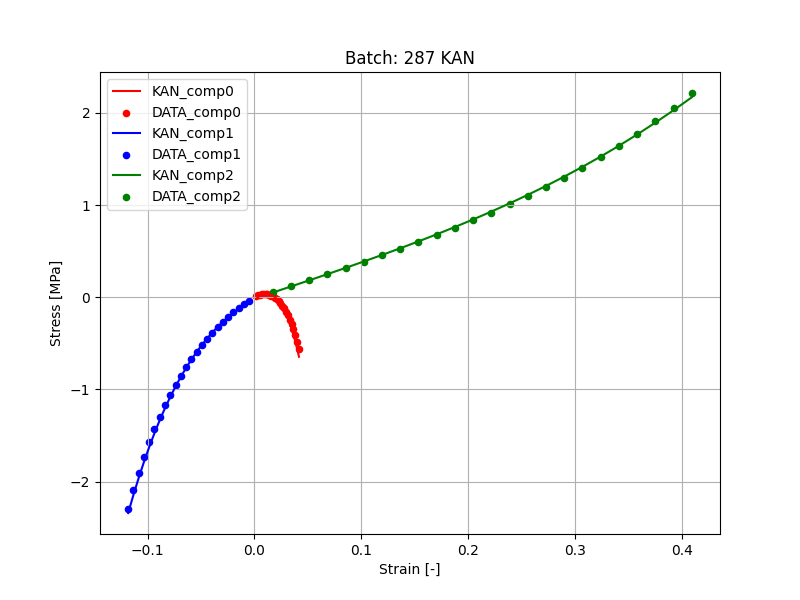 Batch: 287 KAN
KAN_comp0
DATA_comp0
KAN_comp1
DATA_comp1
KAN_comp2
DATA_comp2
2
1
0
−1
−2
Stress [MPa]
−0.1
0.0
0.1
0.2
0.3
0.4
Strain [-]